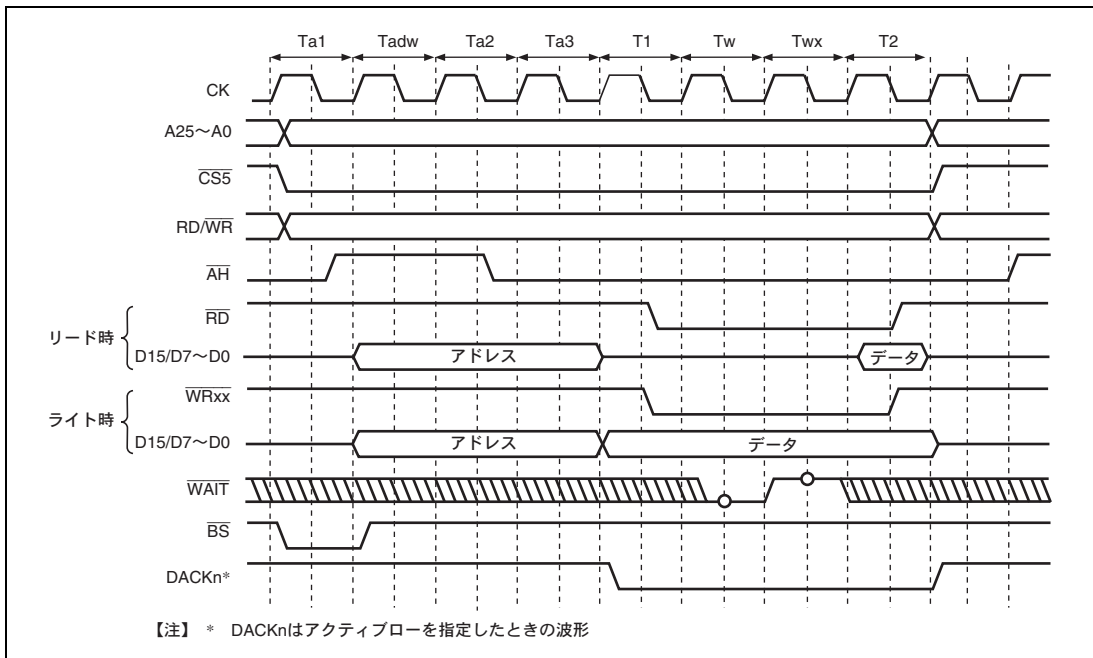 Ta1 Tadw Ta2 Ta3 T1 Tw Twx T2
CK
A25～A0
CS5
RD/WR
AH
リード時
RD
D15/D7～D0 アドレス データ
ライト時
WRxx
D15/D7～D0 アドレス データ
WAIT
BS
DACKn*
【注】 * DACKnはアクティブローを指定したときの波形